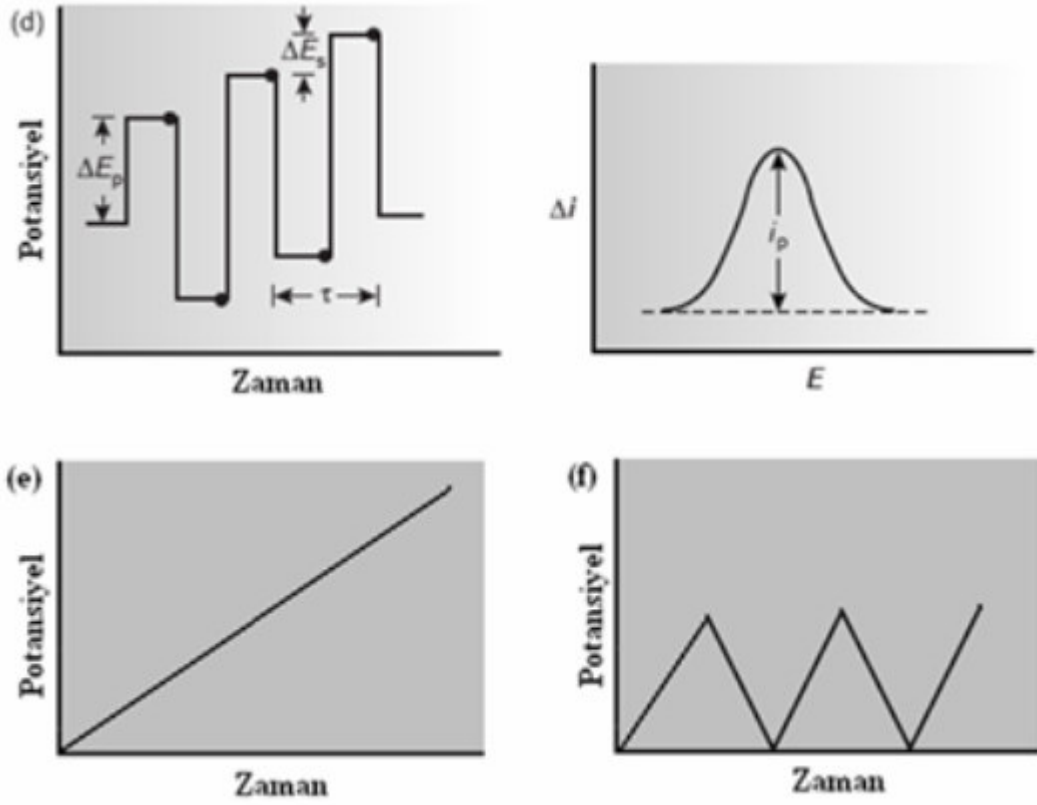 (d)
Potansiyel
ΔEp
ΔEs
τ
Zaman
Δi
ip
E
(e)
Potansiyel
Zaman
(f)
Potansiyel
Zaman